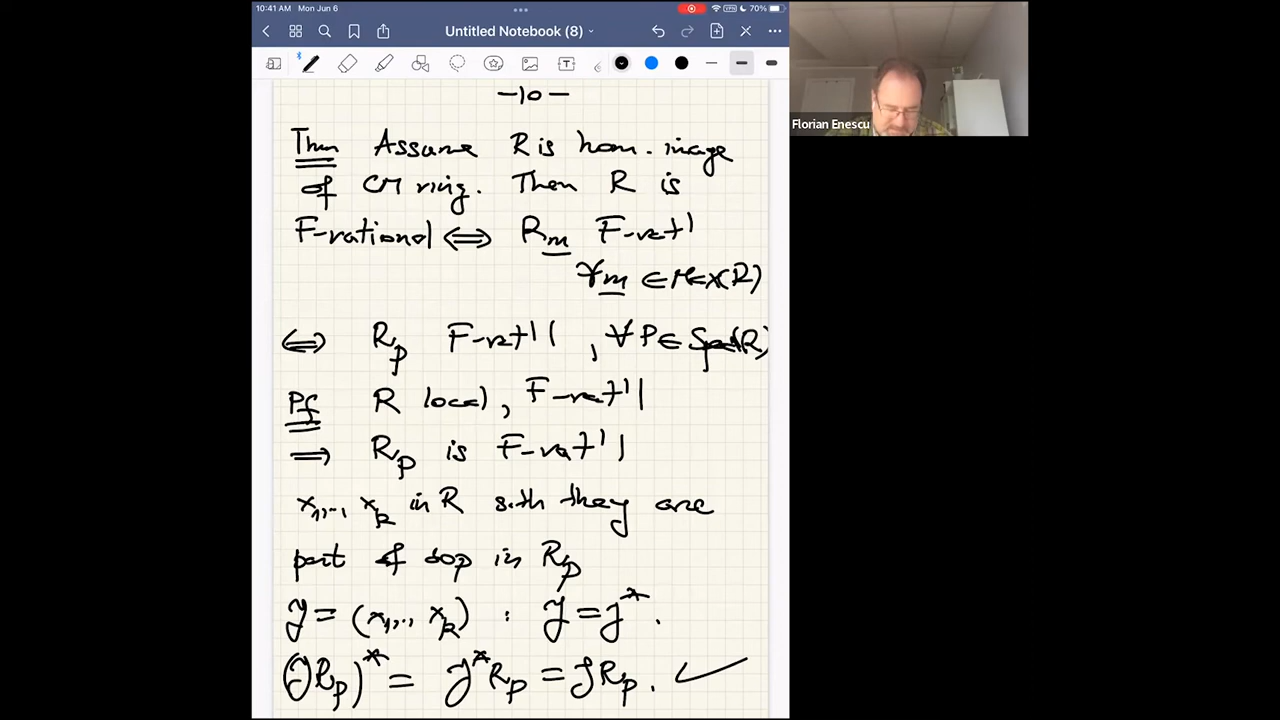 10:41 AM Mon Jun 6
70%
Untitled Notebook (8)
Florian Enescu
-10-
Thm Assume R is hom. image
of CM ring. Then R is
F-rational ⟺ R_m F-rat'l
∀ m ∈ Max(R)
⟺ R_p F-rat'l, ∀ P ∈ Spec(R)
Pf R local, F-rat'l
⟹ R_p is F-rat'l
x_1, ..., x_k in R s.th they are
part of sop in R_p
J = (x_1, ..., x_k) : J = J^*.
(J R_p)^* = J^* R_p = J R_p. ✓